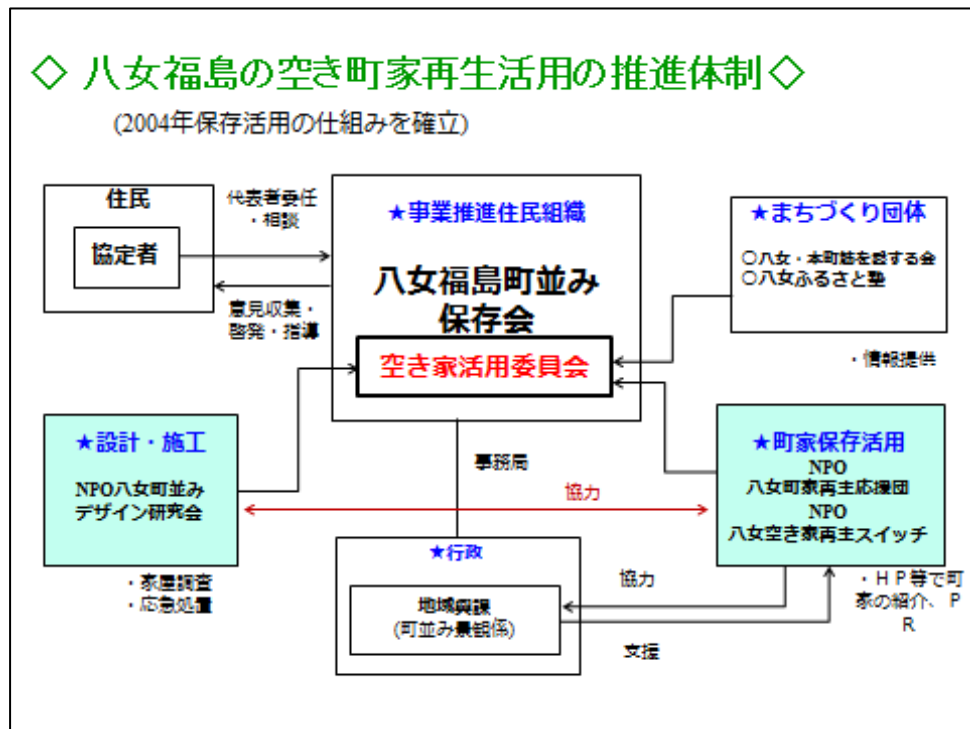 ◇ 八女福島の空き町家再生活用の推進体制◇
(2004年保存活用の仕組みを確立)
住民
協定者
代表者委任
・相談
意見収集・
啓発・指導
★事業推進住民組織
八女福島町並み
保存会
空き家活用委員会
★まちづくり団体
○八女・本町筋を愛する会
○八女ふるさと塾
・情報提供
★設計・施工
NPO八女町並み
デザイン研究会
・家屋調査
・応急処置
事務局
協力
★町家保存活用
NPO
八女町家再生応援団
NPO
八女空き家再生スイッチ
・ＨＰ等で町
家の紹介、Ｐ
Ｒ
★行政
地域興課
(町並み景観係)
協力
支援